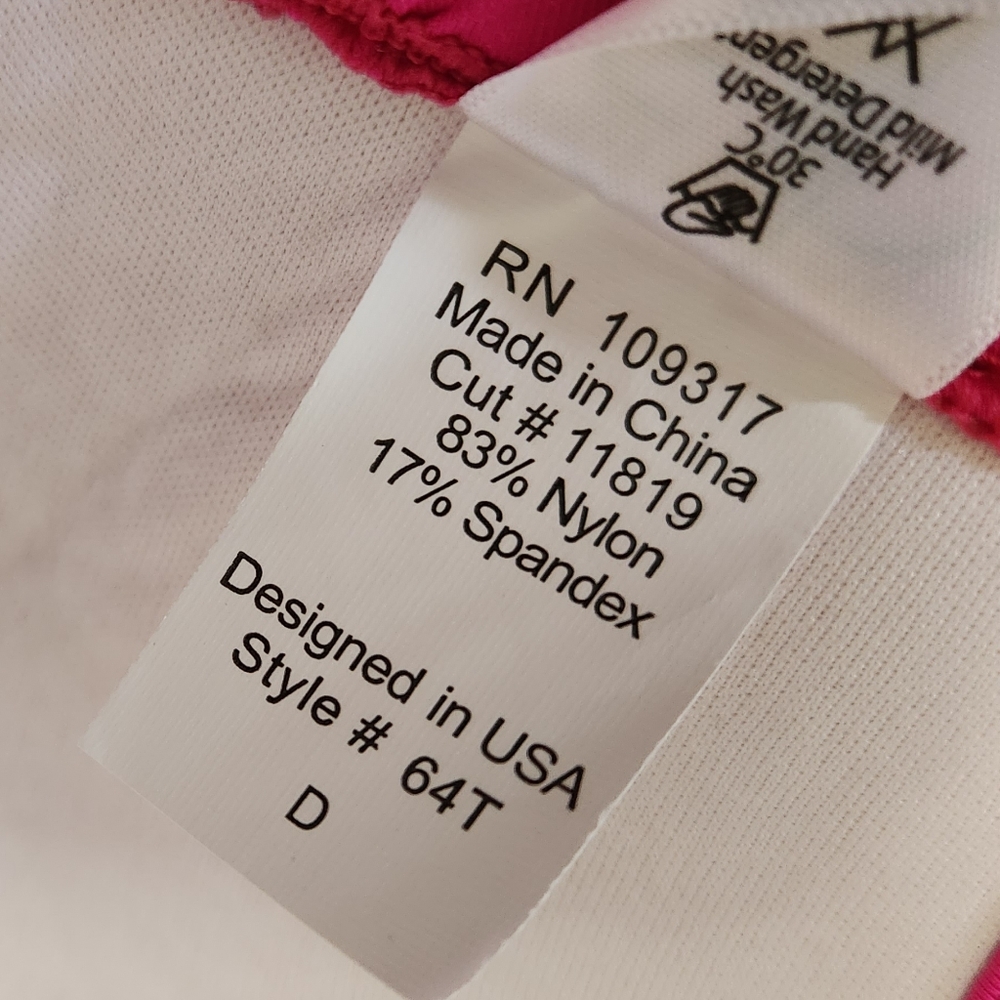 30°C
Hand Wash
Mild Deterger
RN 109317
Made in China
Cut # 11819
83% Nylon
17% Spandex
Designed in USA
Style # 64T
D